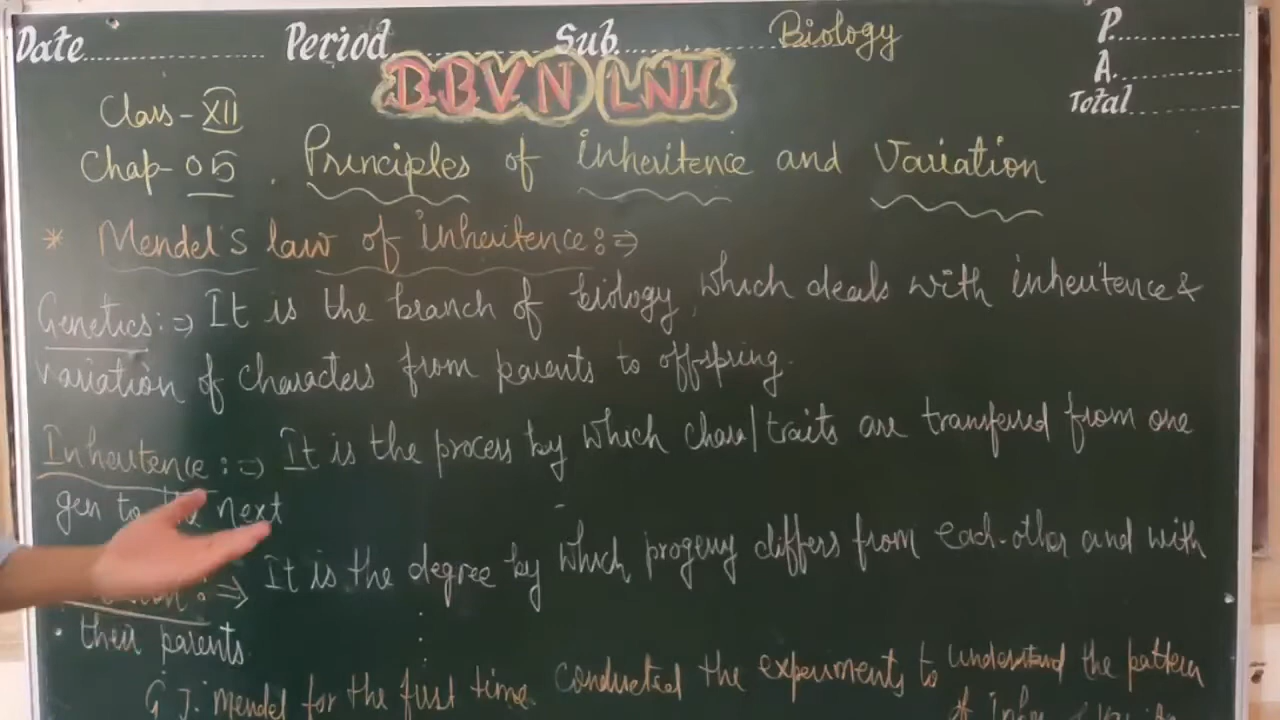 Date Period Sub. Biology P.
A.
Total
BBVN LNH
Class - XII
Chap - 05. Principles of inheritence and Variation
* Mendel's law of inheritence :⇒
Genetics :⇒ It is the branch of biology, which deals with inheritence &
variation of characters from parents to offspring.
Inheritence :⇒ It is the process by which char/traits are transferred from one
gen to the next
:⇒ It is the degree by which progeny differs from each-other and with
their parents.
G J. Mendel for the first time conducted the experiments to understand the pattern
of